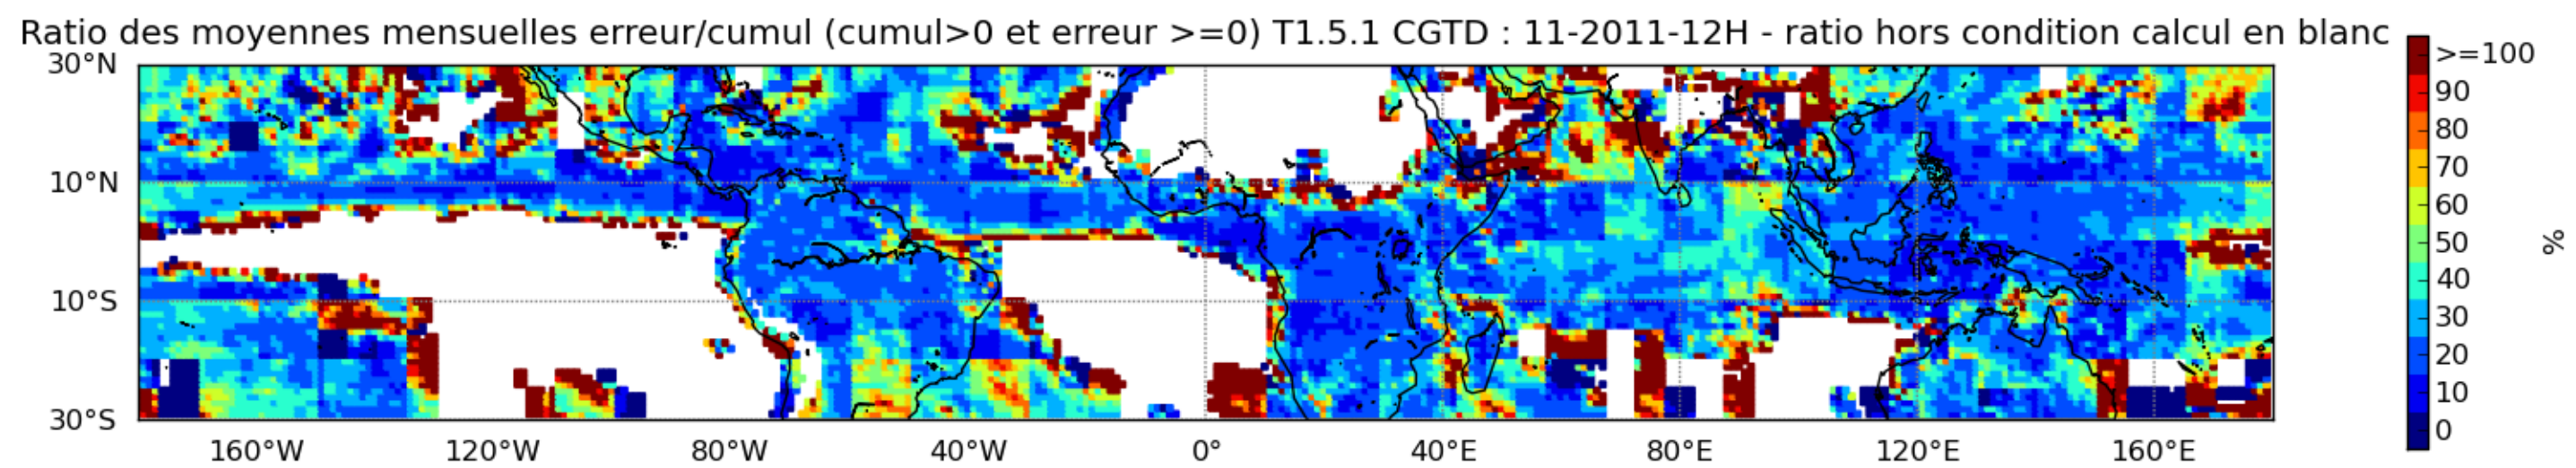 Ratio des moyennes mensuelles erreur/cumul (cumul>0 et erreur >=0) T1.5.1 CGTD : 11-2011-12H - ratio hors condition calcul en blanc
30°N
10°N
10°S
30°S
160°W 120°W 80°W 40°W 0° 40°E 80°E 120°E 160°E
>=100
90
80
70
60
50
40
30
20
10
0
%